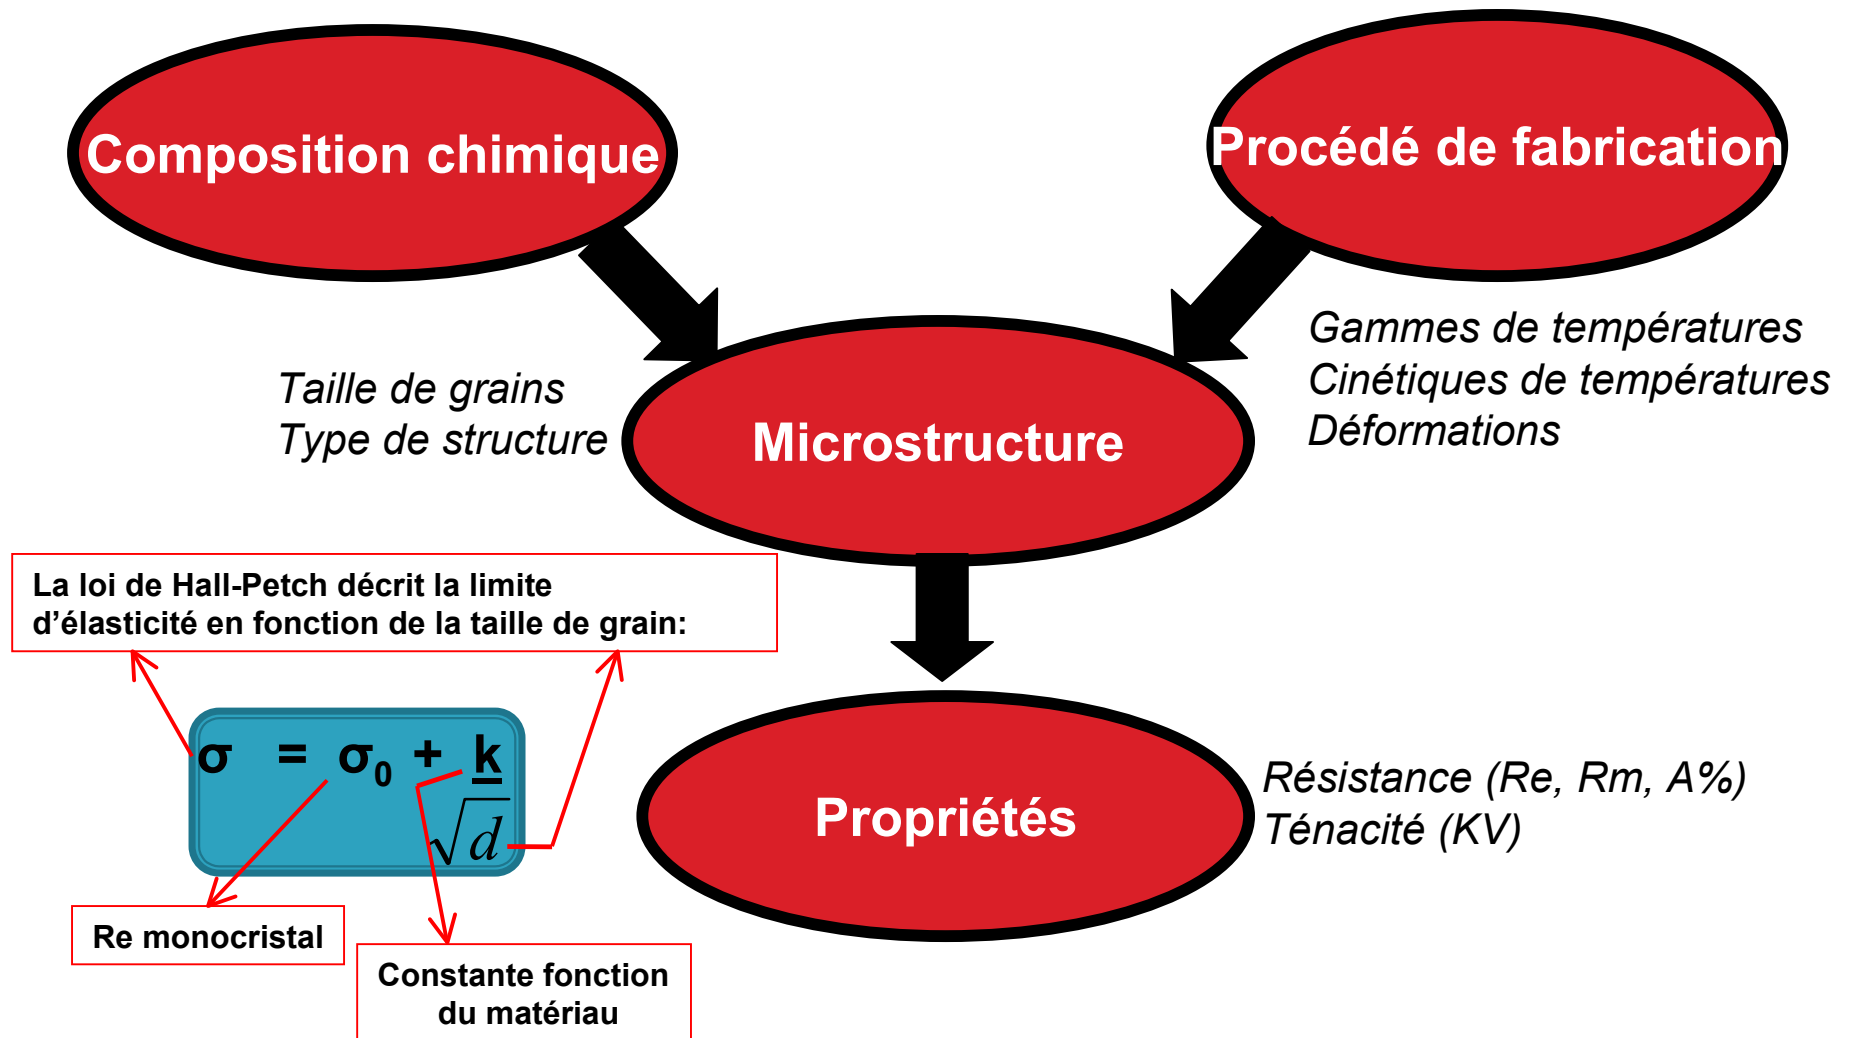 Composition chimique
Procédé de fabrication
Gammes de températures
Cinétiques de températures
Déformations
Taille de grains
Type de structure
Microstructure
La loi de Hall-Petch décrit la limite
d’élasticité en fonction de la taille de grain:
σ = σ₀ + k
√d
Propriétés
Résistance (Re, Rm, A%)
Ténacité (KV)
Re monocristal
Constante fonction
du matériau